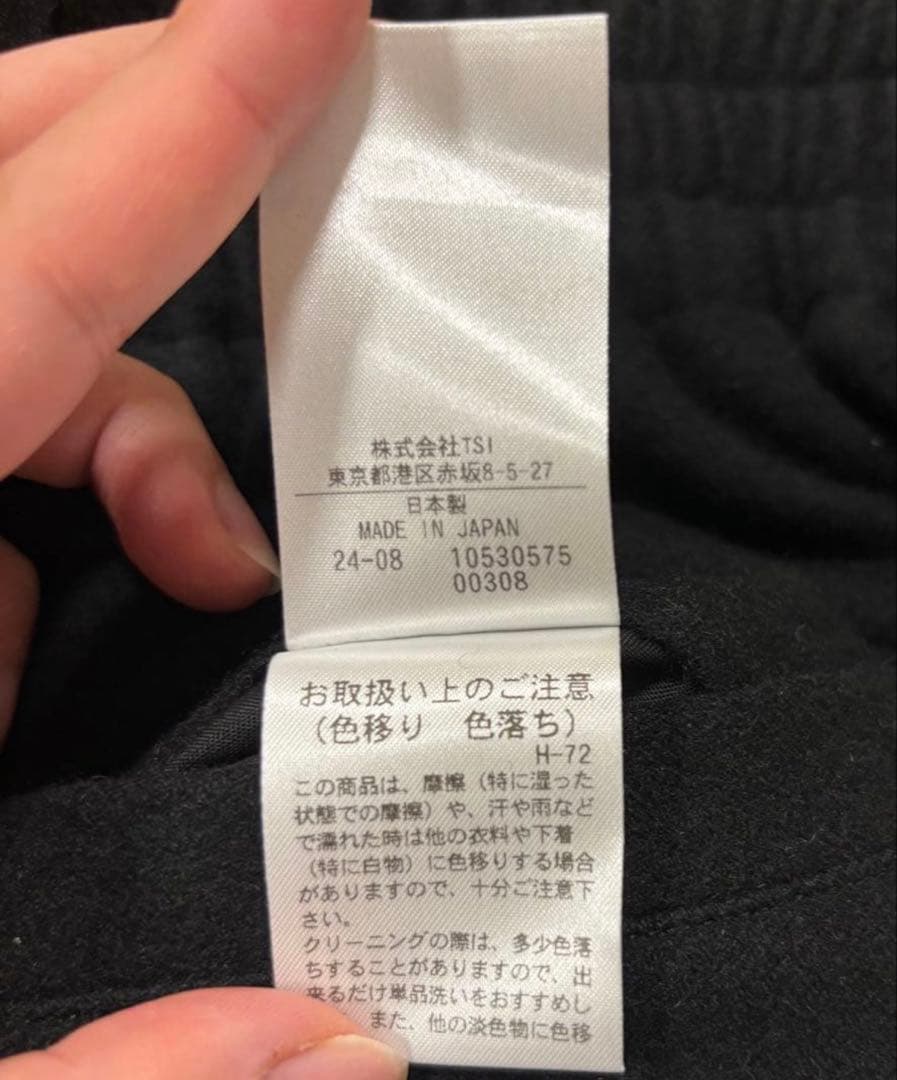 株式会社TSI
東京都港区赤坂8-5-27
日本製
MADE IN JAPAN
24-08 10530575
00308
お取扱い上のご注意
(色移り 色落ち)
H-72
この商品は、摩擦(特に湿った
状態での摩擦)や、汗や雨など
で濡れた時は他の衣料や下着
(特に白物)に色移りする場合
がありますので、十分ご注意下
さい。
クリーニングの際は、多少色落
ちすることがありますので、出
来るだけ単品洗いをおすすめし
また、他の淡色物に色移